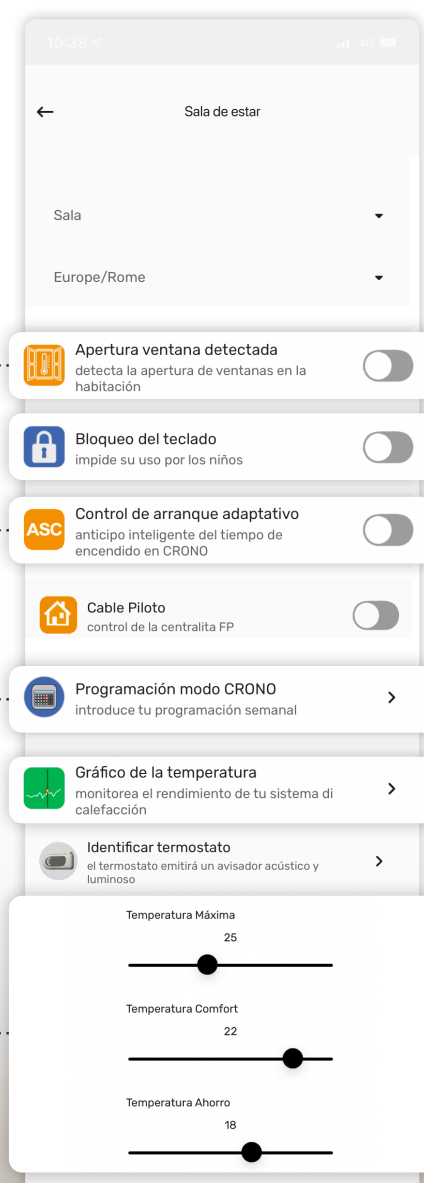 10:38
4G
Sala de estar
Sala
Europe/Rome
Apertura ventana detectada
detecta la apertura de ventanas en la
habitación
Bloqueo del teclado
impide su uso por los niños
ASC
Control de arranque adaptativo
anticipo inteligente del tiempo de
encendido en CRONO
Cable Piloto
control de la centralita FP
Programación modo CRONO
introduce tu programación semanal
Gráfico de la temperatura
monitorea el rendimiento de tu sistema di
calefacción
Identificar termostato
el termostato emitirá un avisador acústico y
luminoso
Temperatura Máxima
25
Temperatura Comfort
22
Temperatura Ahorro
18